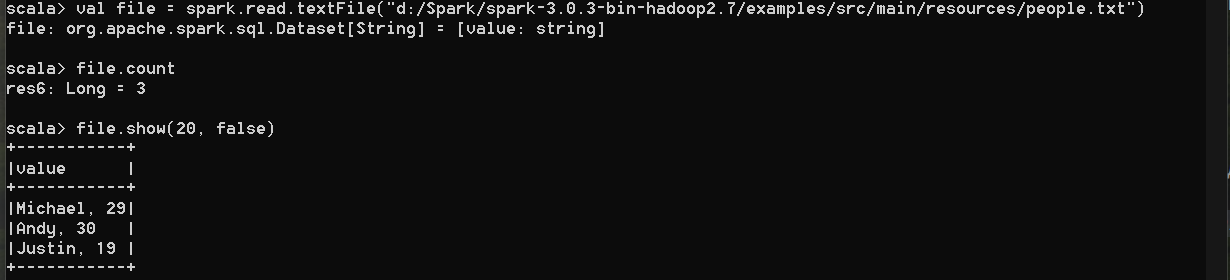 scala> val file = spark.read.textFile("d:/Spark/spark-3.0.3-bin-hadoop2.7/examples/src/main/resources/people.txt")
file: org.apache.spark.sql.Dataset[String] = [value: string]
scala> file.count
res6: Long = 3
scala> file.show(20, false)
+-----------+
|value      |
+-----------+
|Michael, 29|
|Andy, 30   |
|Justin, 19 |
+-----------+